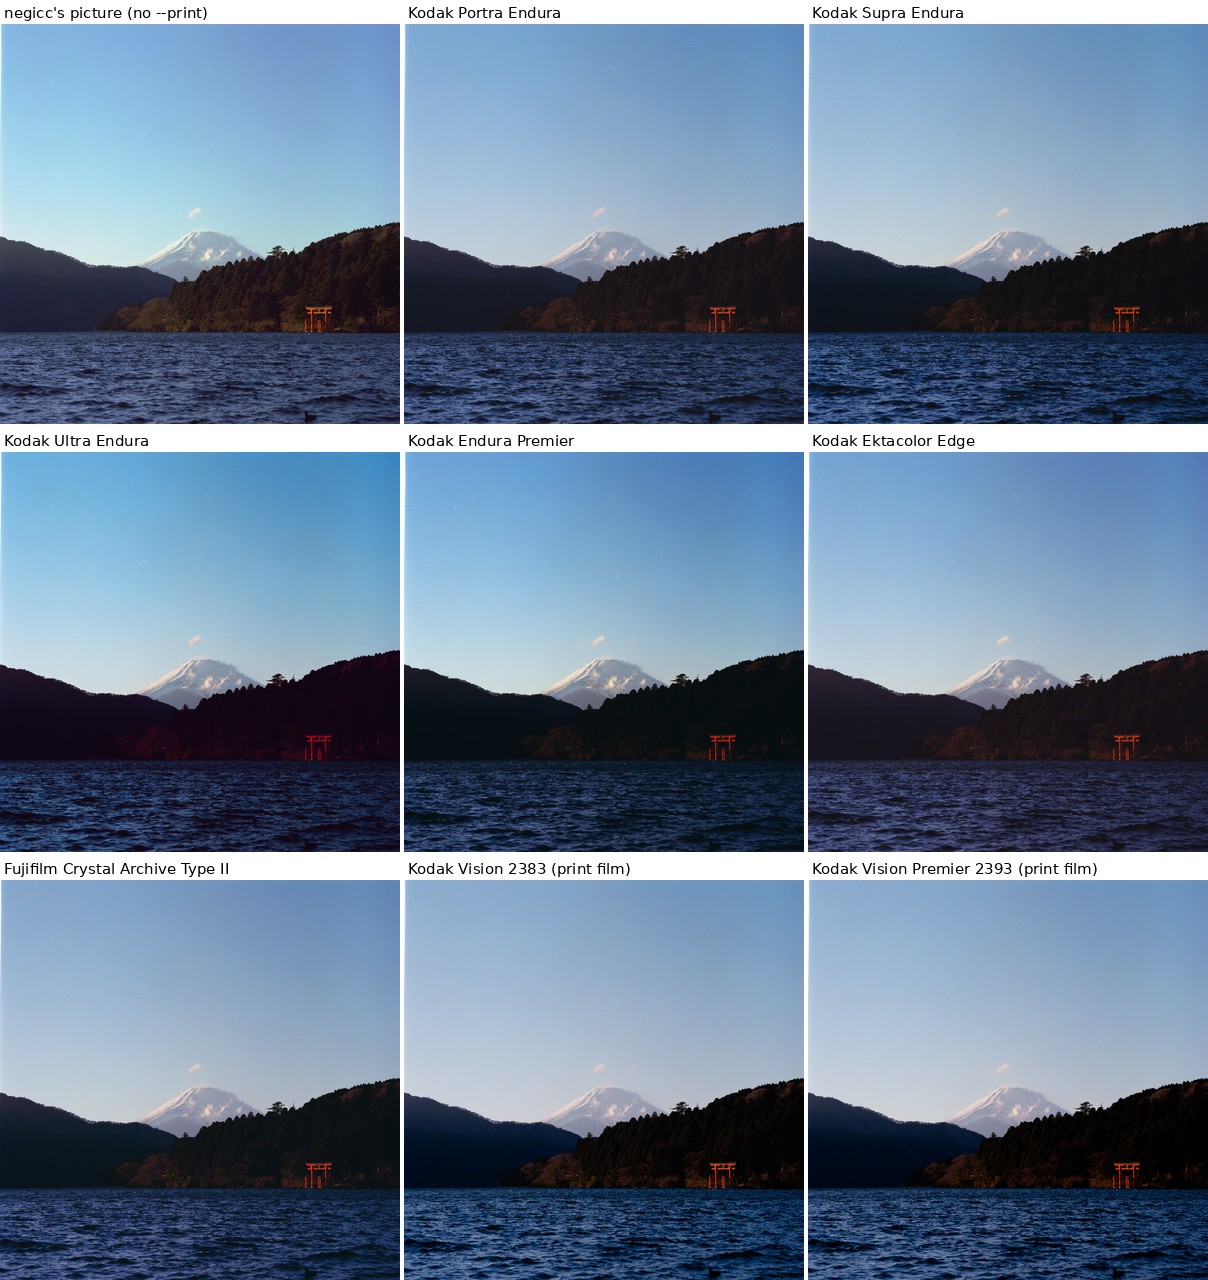 negicc's picture (no --print)
Kodak Portra Endura
Kodak Supra Endura
Kodak Ultra Endura
Kodak Endura Premier
Kodak Ektacolor Edge
Fujifilm Crystal Archive Type II
Kodak Vision 2383 (print film)
Kodak Vision Premier 2393 (print film)